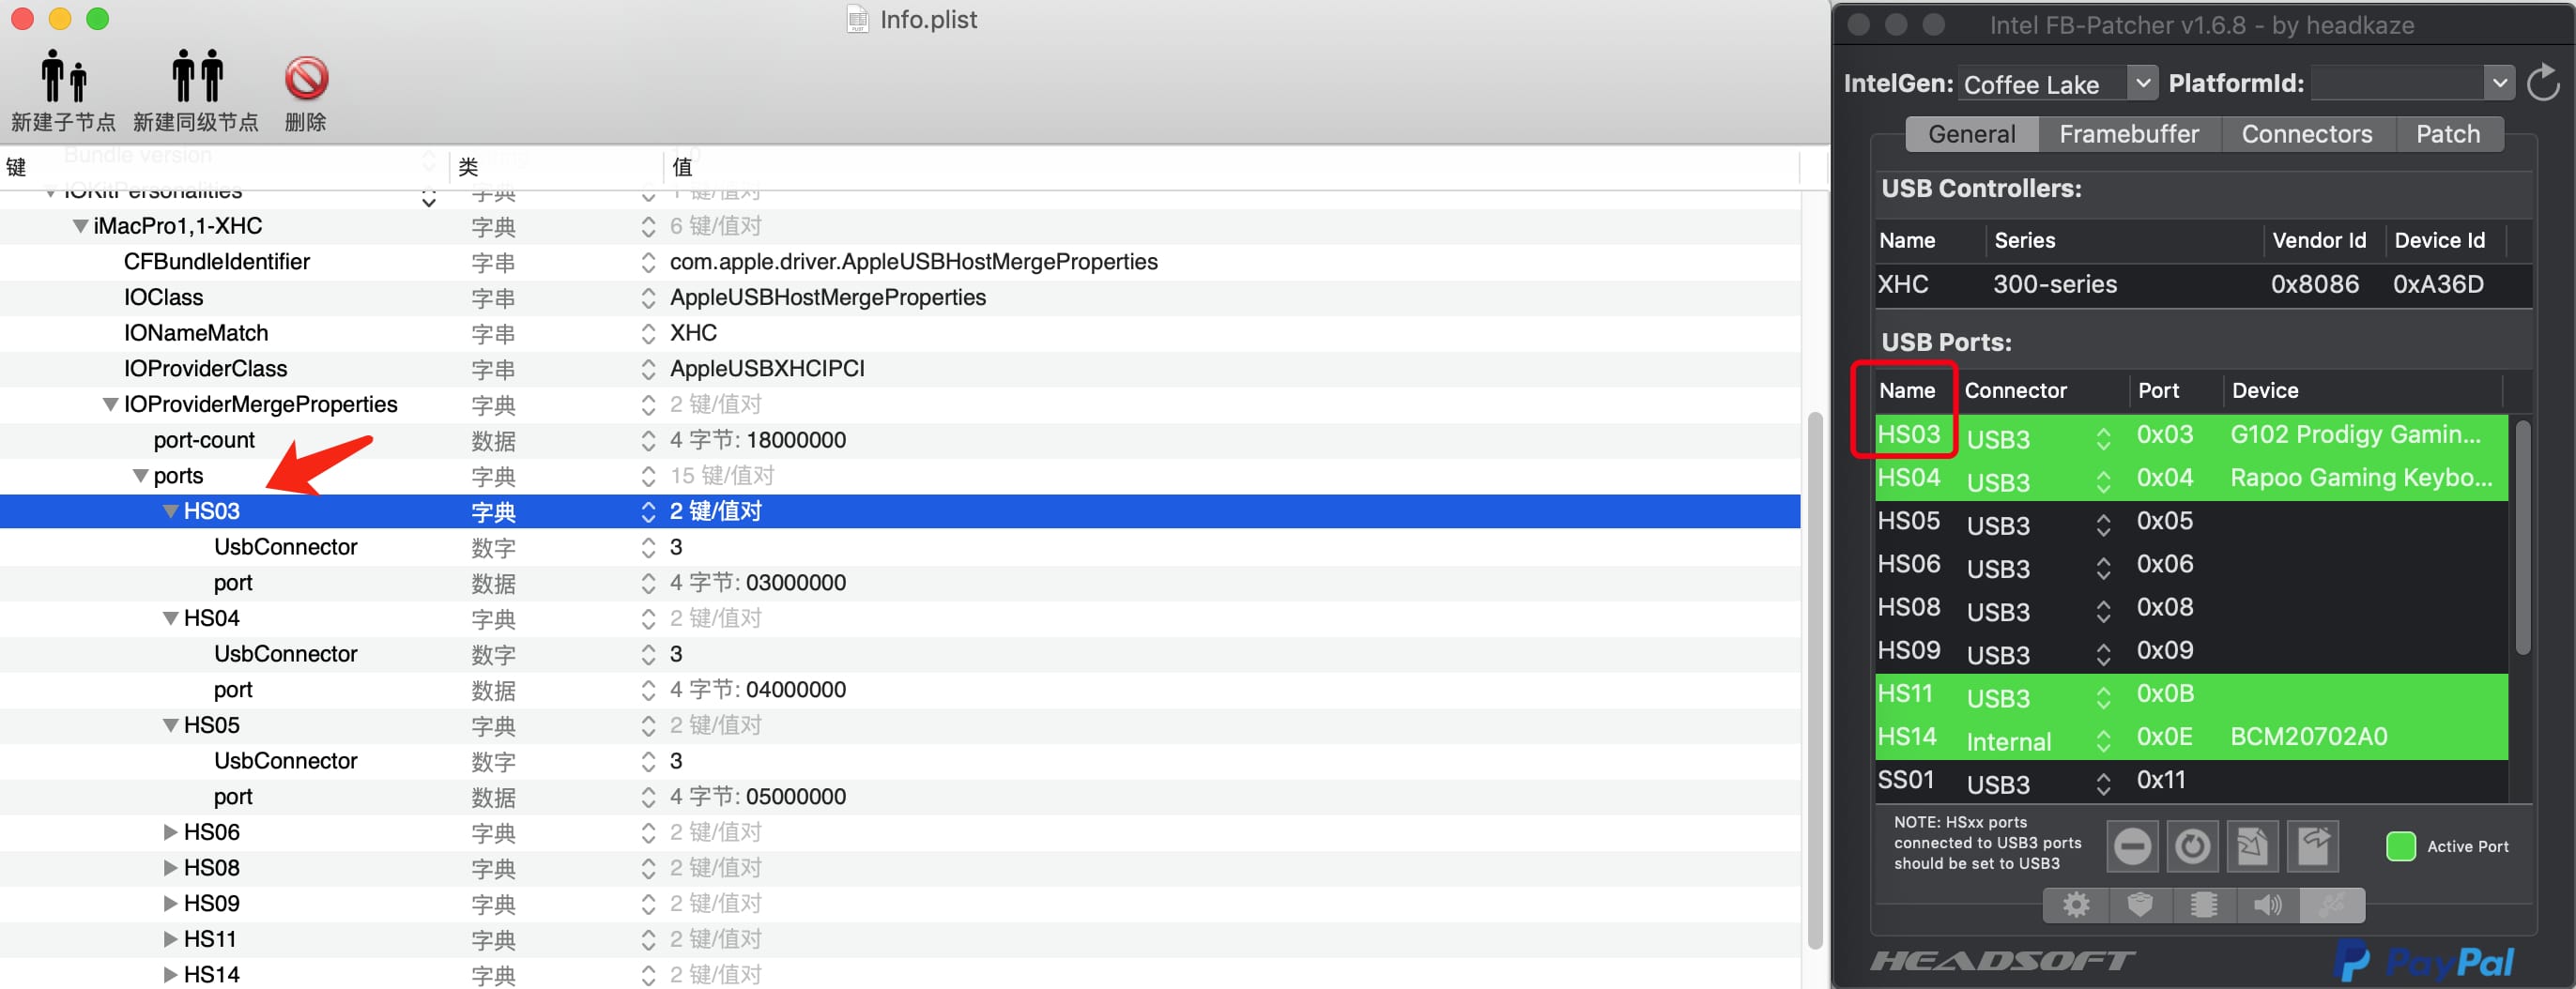 Info.plist
新建子节点 新建同级节点 删除
Bundle version
键 类 值
IOKitPersonalities 字典 1 键/值对
iMacPro1,1-XHC 字典 6 键/值对
CFBundleIdentifier 字串 com.apple.driver.AppleUSBHostMergeProperties
IOClass 字串 AppleUSBHostMergeProperties
IONameMatch 字串 XHC
IOProviderClass 字串 AppleUSBXHCIPCI
IOProviderMergeProperties 字典 2 键/值对
port-count 数据 4 字节: 18000000
ports 字典 15 键/值对
HS03 字典 2 键/值对
UsbConnector 数字 3
port 数据 4 字节: 03000000
HS04 字典 2 键/值对
UsbConnector 数字 3
port 数据 4 字节: 04000000
HS05 字典 2 键/值对
UsbConnector 数字 3
port 数据 4 字节: 05000000
HS06 字典 2 键/值对
HS08 字典 2 键/值对
HS09 字典 2 键/值对
HS11 字典 2 键/值对
HS14 字典 2 键/值对
Intel FB-Patcher v1.6.8 - by headkaze
IntelGen: Coffee Lake PlatformId:
General Framebuffer Connectors Patch
USB Controllers:
Name Series Vendor Id Device Id
XHC 300-series 0x8086 0xA36D
USB Ports:
Name Connector Port Device
HS03 USB3 0x03 G102 Prodigy Gamin...
HS04 USB3 0x04 Rapoo Gaming Keybo...
HS05 USB3 0x05
HS06 USB3 0x06
HS08 USB3 0x08
HS09 USB3 0x09
HS11 USB3 0x0B
HS14 Internal 0x0E BCM20702A0
SS01 USB3 0x11
NOTE: HSxx ports
connected to USB3 ports
should be set to USB3
Active Port
HEADSOFT
PayPal